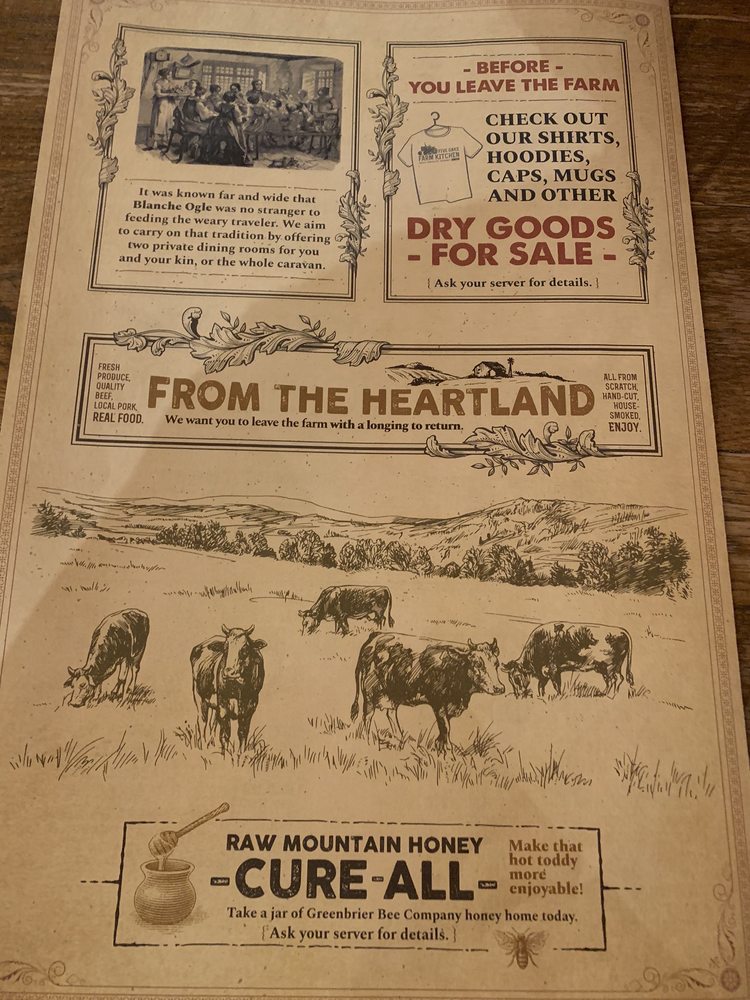 It was known far and wide that
Blanche Ogle was no stranger to
feeding the weary traveler. We aim
to carry on that tradition by offering
two private dining rooms for you
and your kin, or the whole caravan.
- BEFORE -
YOU LEAVE THE FARM
FIVE OAKS
FARM KITCHEN
CHECK OUT
OUR SHIRTS,
HOODIES,
CAPS, MUGS
AND OTHER
DRY GOODS
- FOR SALE -
{ Ask your server for details. }
FRESH
PRODUCE,
QUALITY
BEEF,
LOCAL PORK,
REAL FOOD.
FROM THE HEARTLAND
We want you to leave the farm with a longing to return.
ALL FROM
SCRATCH,
HAND-CUT,
HOUSE-
SMOKED,
ENJOY.
RAW MOUNTAIN HONEY
-CURE-ALL-
Make that
hot toddy
more
enjoyable!
Take a jar of Greenbrier Bee Company honey home today.
{ Ask your server for details. }